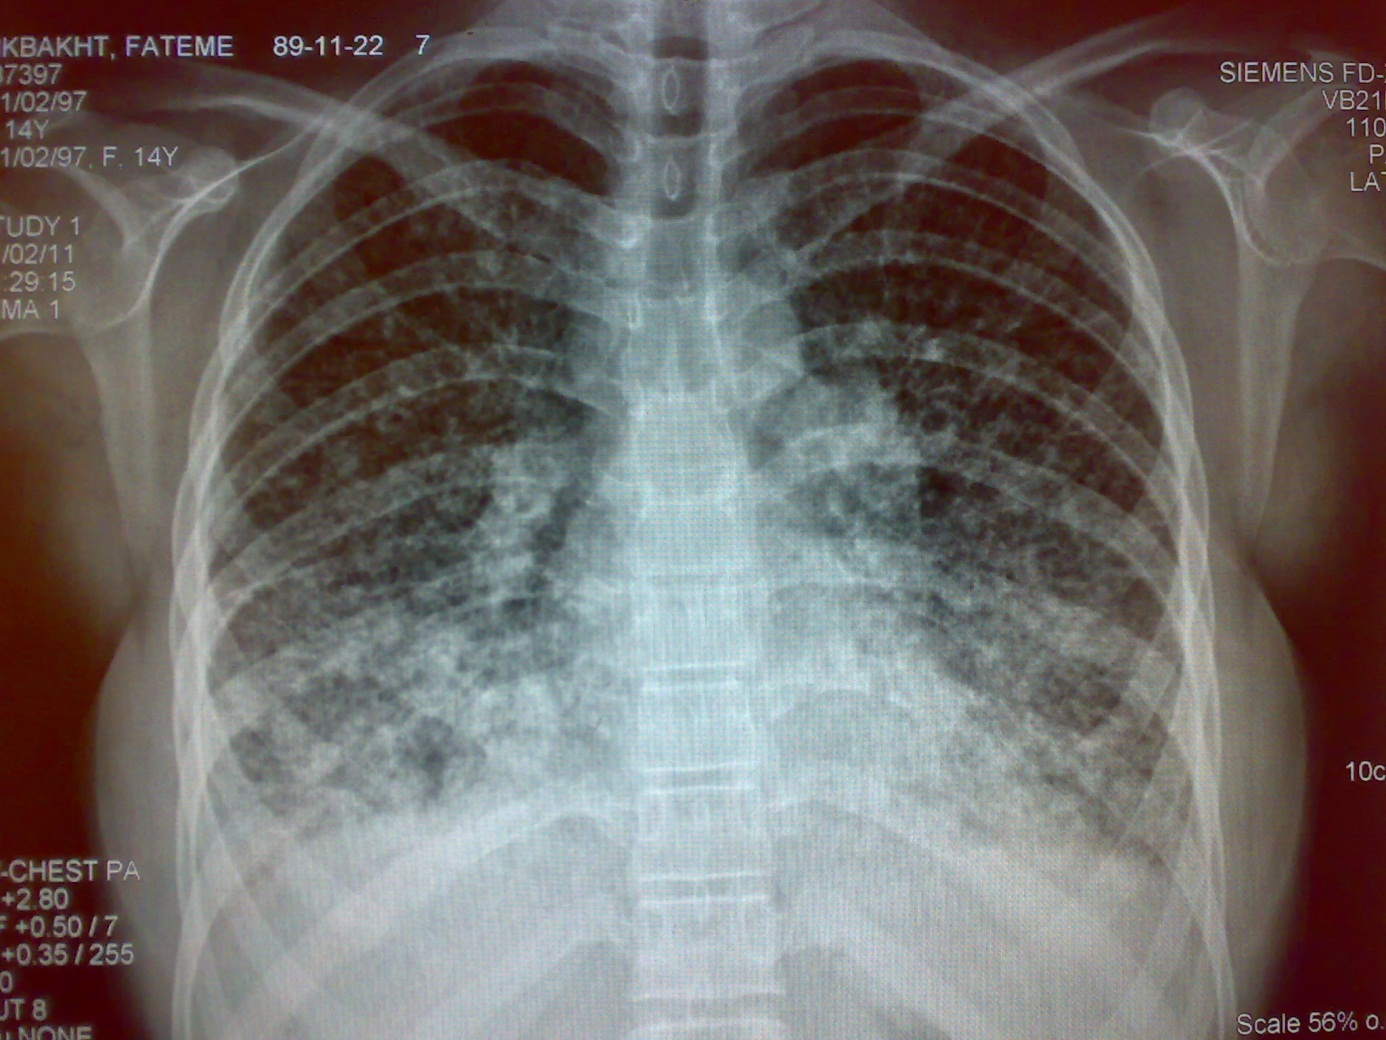 KBAKHT, FATEME 89-11-22 7
7397
1/02/97
14Y
1/02/97, F. 14Y
TUDY 1
/02/11
:29:15
MA 1
SIEMENS FD-
VB21
110
P
LAT
10c
-CHEST PA
+2.80
F +0.50 / 7
+0.35 / 255
0
UT 8
NONE
Scale 56% o.